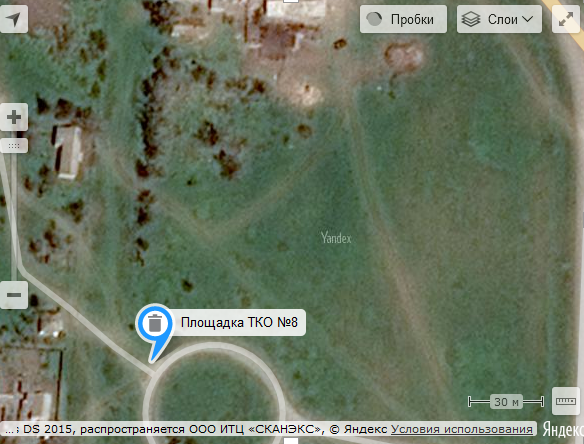 Пробки
Слои
Yandex
Площадка ТКО №8
30 м
...з DS 2015, распространяется ООО ИТЦ «СКАНЭКС», © Яндекс Условия использования
Яндекс